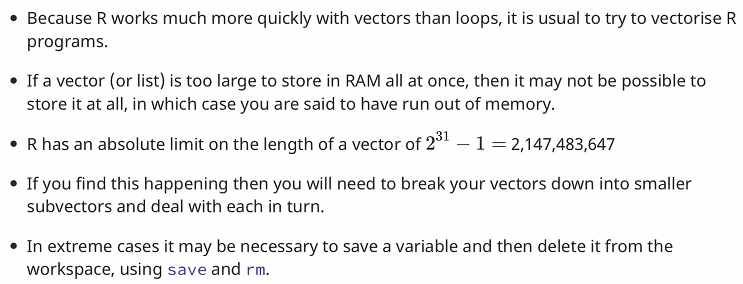 • Because R works much more quickly with vectors than loops, it is usual to try to vectorise R
programs.
• If a vector (or list) is too large to store in RAM all at once, then it may not be possible to
store it at all, in which case you are said to have run out of memory.
• R has an absolute limit on the length of a vector of 2³¹ − 1 = 2,147,483,647
• If you find this happening then you will need to break your vectors down into smaller
subvectors and deal with each in turn.
• In extreme cases it may be necessary to save a variable and then delete it from the
workspace, using save and rm.